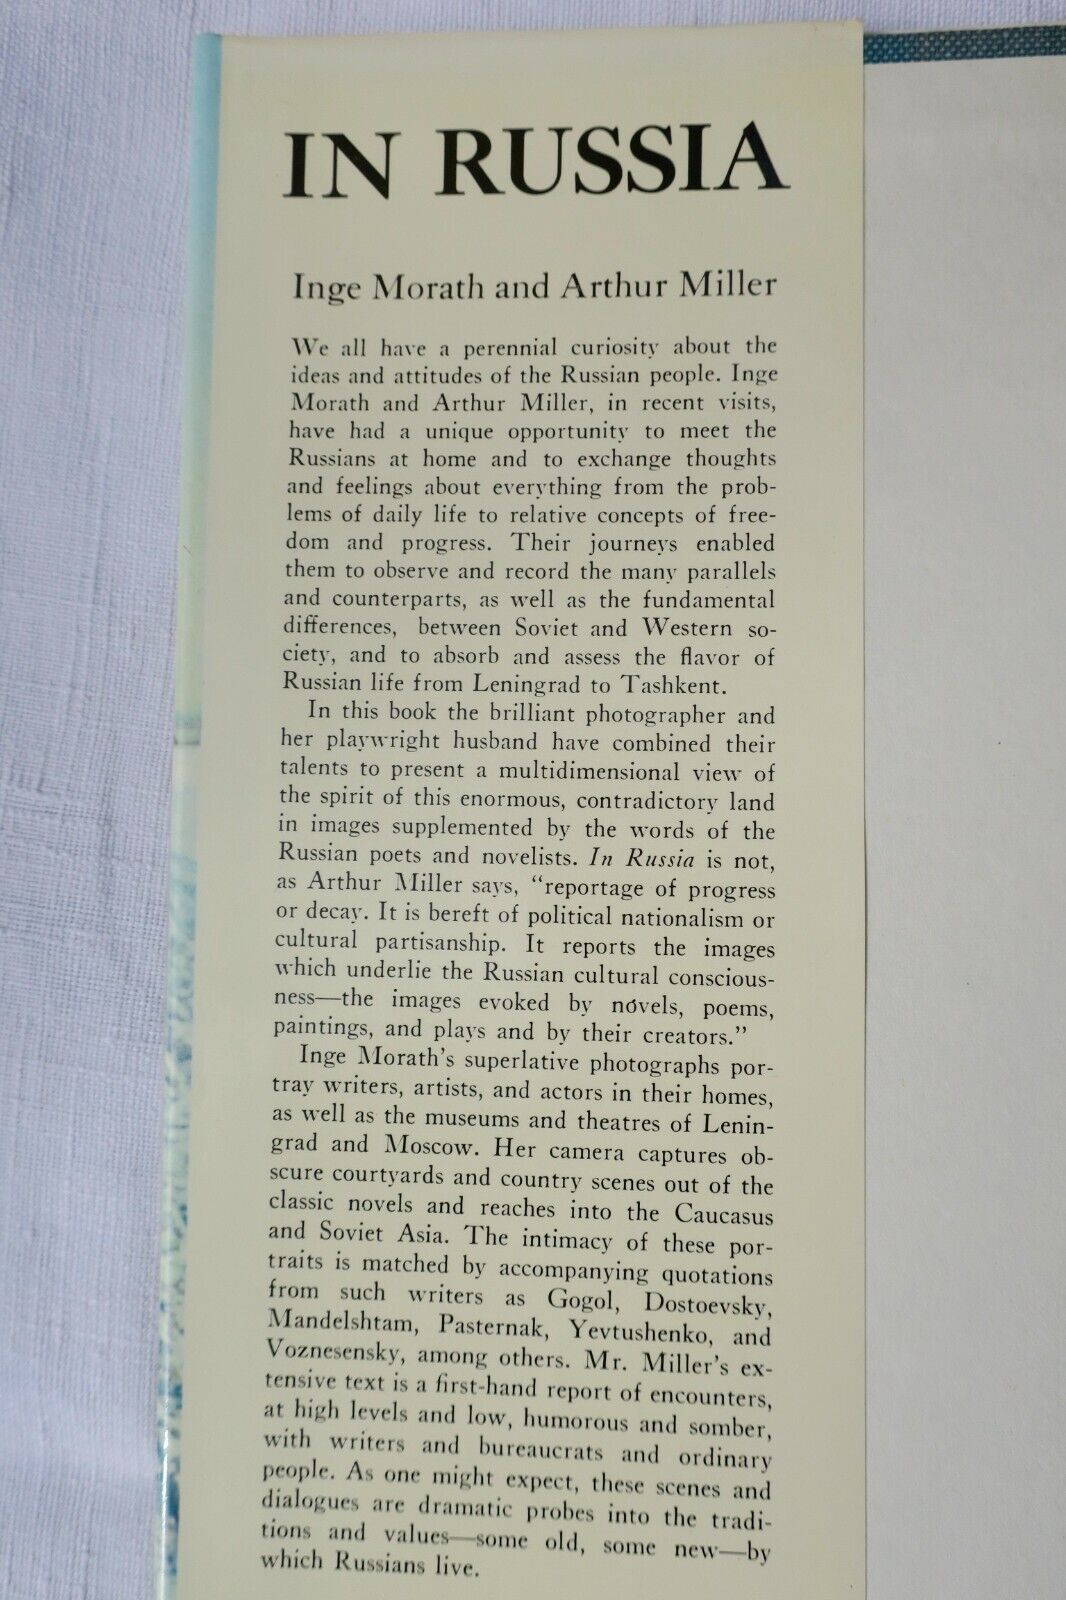 IN RUSSIA
Inge Morath and Arthur Miller
We all have a perennial curiosity about the
ideas and attitudes of the Russian people. Inge
Morath and Arthur Miller, in recent visits,
have had a unique opportunity to meet the
Russians at home and to exchange thoughts
and feelings about everything from the prob-
lems of daily life to relative concepts of free-
dom and progress. Their journeys enabled
them to observe and record the many parallels
and counterparts, as well as the fundamental
differences, between Soviet and Western so-
ciety, and to absorb and assess the flavor of
Russian life from Leningrad to Tashkent.
In this book the brilliant photographer and
her playwright husband have combined their
talents to present a multidimensional view of
the spirit of this enormous, contradictory land
in images supplemented by the words of the
Russian poets and novelists. In Russia is not,
as Arthur Miller says, “reportage of progress
or decay. It is bereft of political nationalism or
cultural partisanship. It reports the images
which underlie the Russian cultural conscious-
ness—the images evoked by novels, poems,
paintings, and plays and by their creators.”
Inge Morath's superlative photographs por-
tray writers, artists, and actors in their homes,
as well as the museums and theatres of Lenin-
grad and Moscow. Her camera captures ob-
scure courtyards and country scenes out of the
classic novels and reaches into the Caucasus
and Soviet Asia. The intimacy of these por-
traits is matched by accompanying quotations
from such writers as Gogol, Dostoevsky,
Mandelshtam, Pasternak, Yevtushenko, and
Voznesensky, among others. Mr. Miller's ex-
tensive text is a first-hand report of encounters,
at high levels and low, humorous and somber,
with writers and bureaucrats and ordinary
people. As one might expect, these scenes and
dialogues are dramatic probes into the tradi-
tions and values—some old, some new—by
which Russians live.